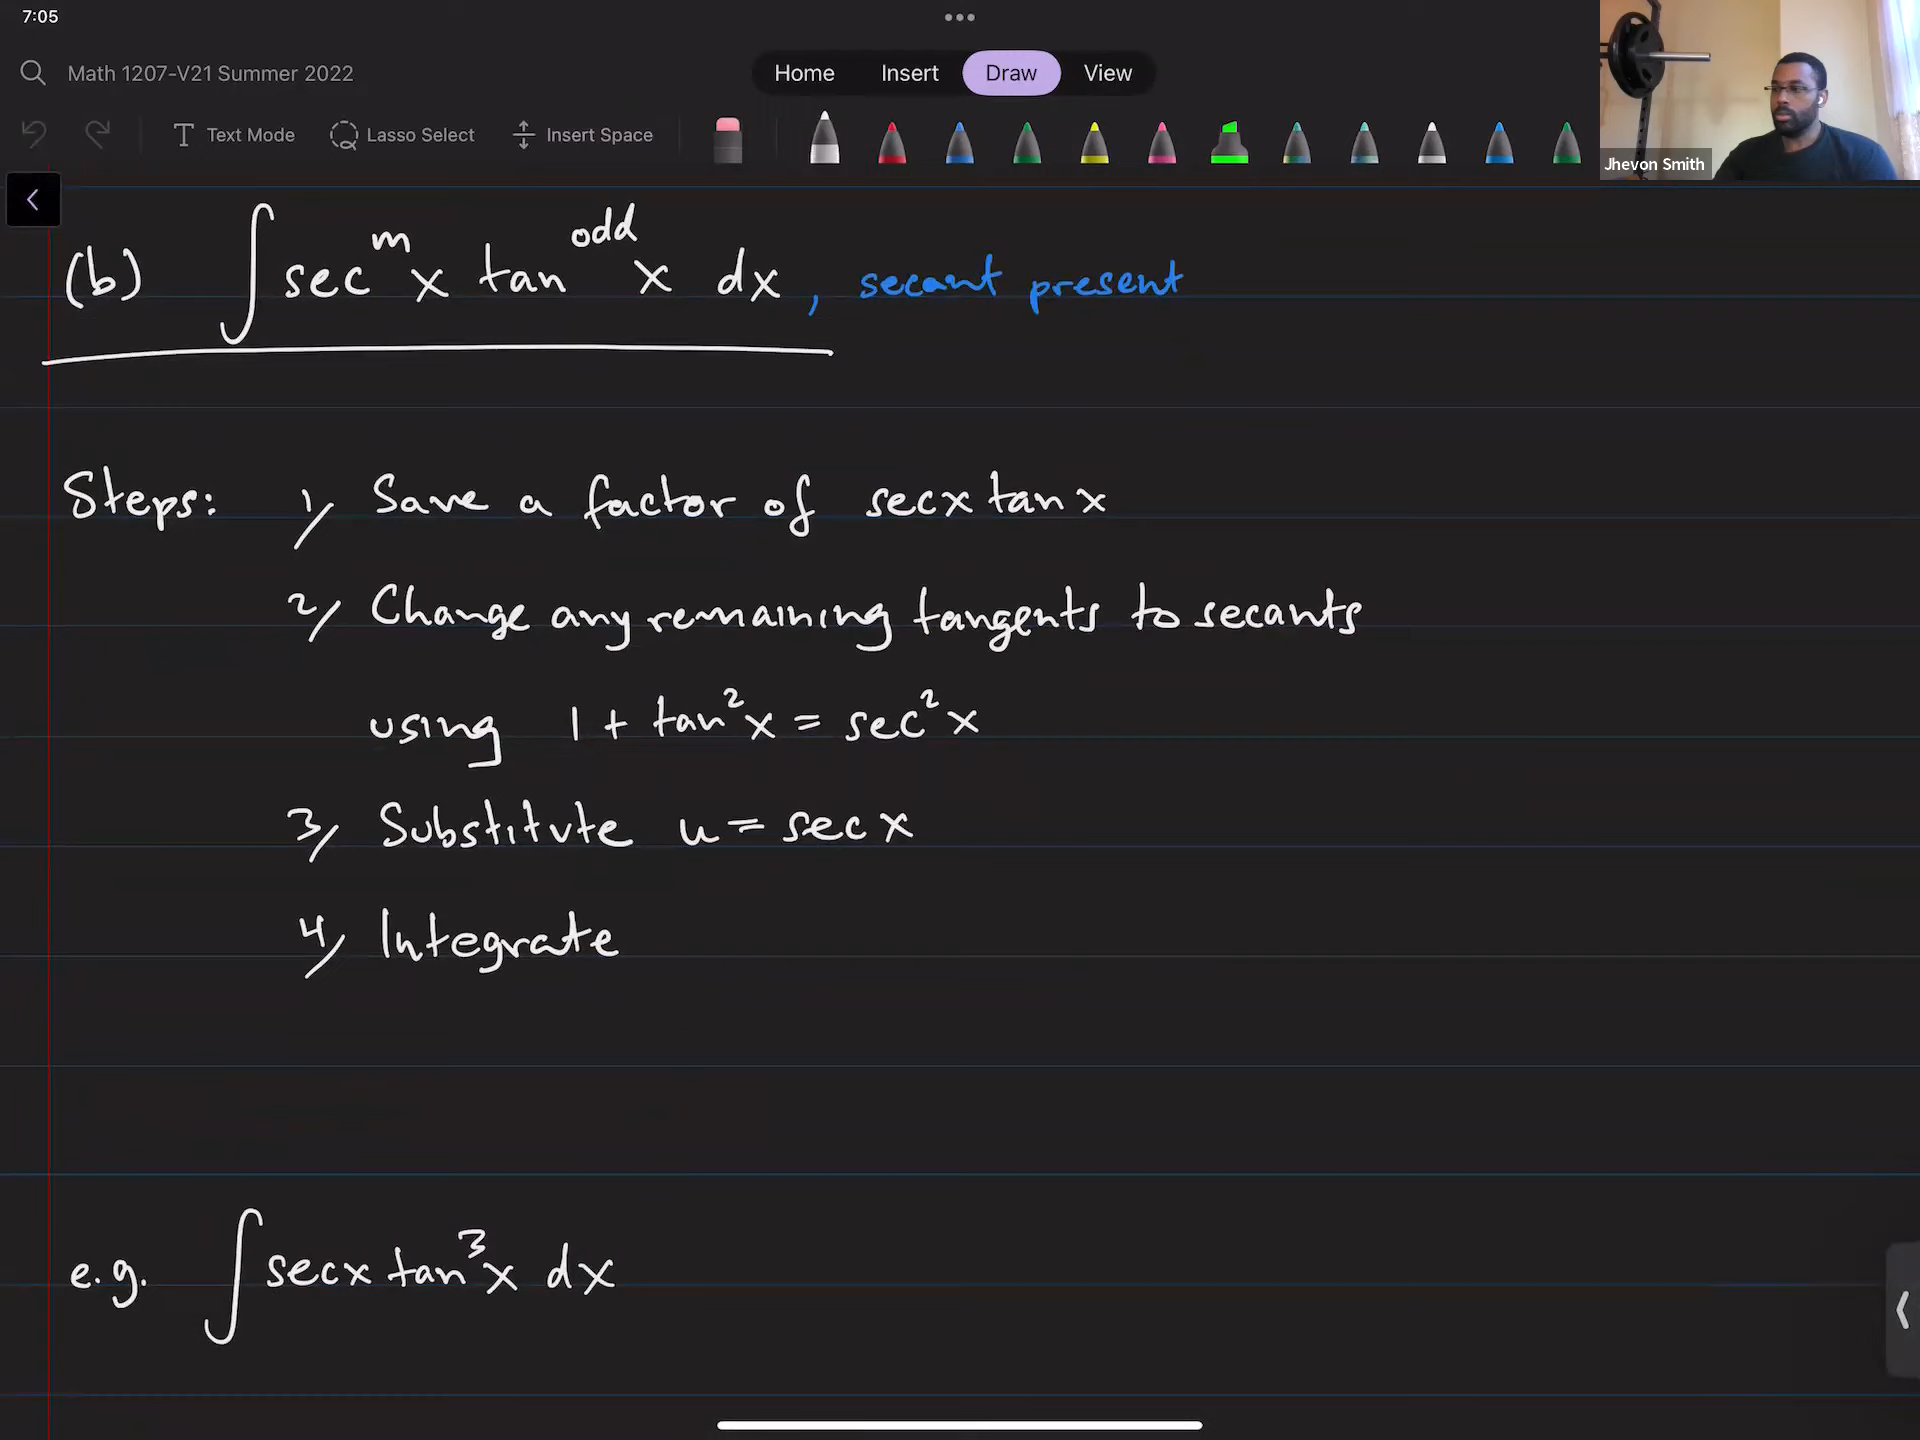 7:05
Math 1207-V21 Summer 2022
Home Insert Draw View
Text Mode Lasso Select Insert Space
Jhevon Smith
(b) ∫ sec^m x tan^odd x dx, secant present
Steps: 1) Save a factor of secx tan x
2) Change any remaining tangents to secants
using 1 + tan²x = sec²x
3) Substitute u = sec x
4) Integrate
e.g. ∫ secx tan³x dx